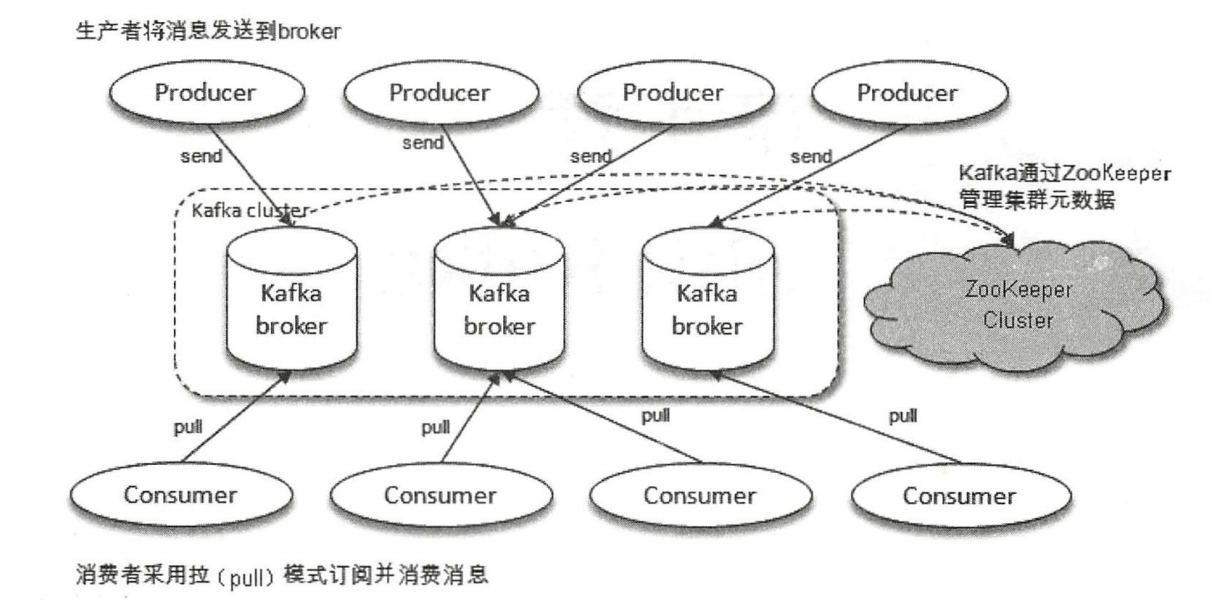 生产者将消息发送到broker
Producer
Producer
Producer
Producer
send
send
send
send
Kafka通过ZooKeeper
管理集群元数据
Kafka cluster
Kafka
broker
Kafka
broker
Kafka
broker
ZooKeeper
Cluster
pull
pull
pull
pull
Consumer
Consumer
Consumer
Consumer
消费者采用拉（pull）模式订阅并消费消息